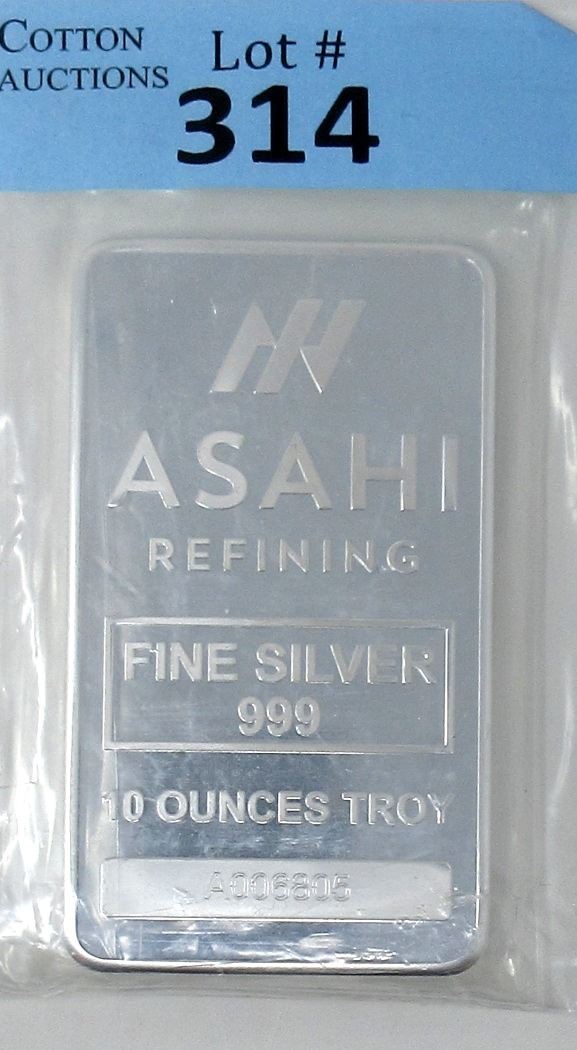 COTTON
AUCTIONS
Lot #
314
ASAHI
REFINING
FINE SILVER
999
10 OUNCES TROY
A006805